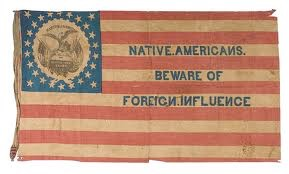 NATIVE.AMERICANS.
BEWARE OF
FOREIGN.INFLUENCE